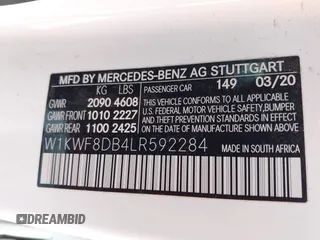 MFD BY MERCEDES-BENZ AG STUTTGART
KG LBS PASSENGER CAR 149 03/20
GVWR 2090 4608 THIS VEHICLE CONFORMS TO ALL APPLICABLE
GAWR FRONT 1010 2227 U.S. FEDERAL MOTOR VEHICLE SAFETY, BUMPER
GAWR REAR 1100 2425 AND THEFT PREVENTION STANDARDS IN EFFECT ON THE DATE OF MANUFACTURE SHOWN ABOVE.
W1KWF8DB4LR592284 MADE IN SOUTH AFRICA
DREAMBID DREAMBID